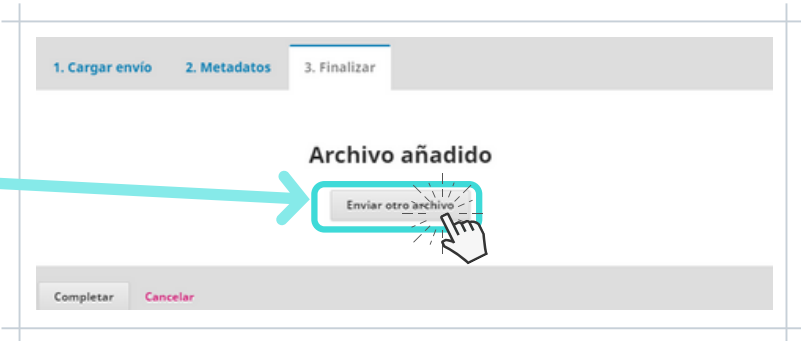 1. Cargar envío 2. Metadatos 3. Finalizar
Archivo añadido
Enviar otro archivo
Completar Cancelar